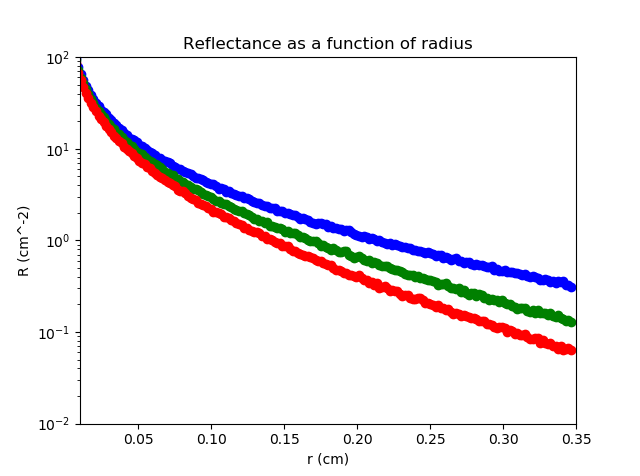 Reflectance as a function of radius
10^2
10^1
10^0
10^-1
10^-2
R (cm^-2)
0.05 0.10 0.15 0.20 0.25 0.30 0.35
r (cm)